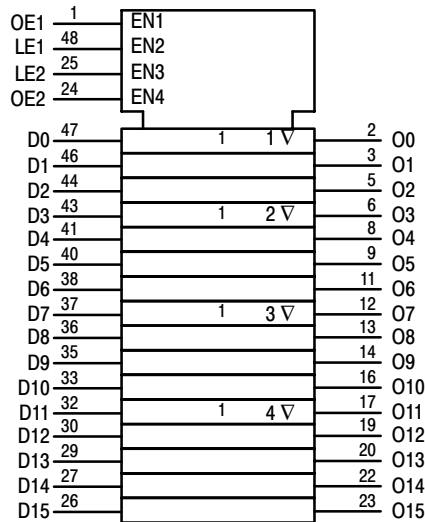 OE1 1 EN1
LE1 48 EN2
LE2 25 EN3
OE2 24 EN4
D0 47 1 1 ∇ 2 O0
D1 46 3 O1
D2 44 5 O2
D3 43 1 2 ∇ 6 O3
D4 41 8 O4
D5 40 9 O5
D6 38 11 O6
D7 37 1 3 ∇ 12 O7
D8 36 13 O8
D9 35 14 O9
D10 33 16 O10
D11 32 1 4 ∇ 17 O11
D12 30 19 O12
D13 29 20 O13
D14 27 22 O14
D15 26 23 O15